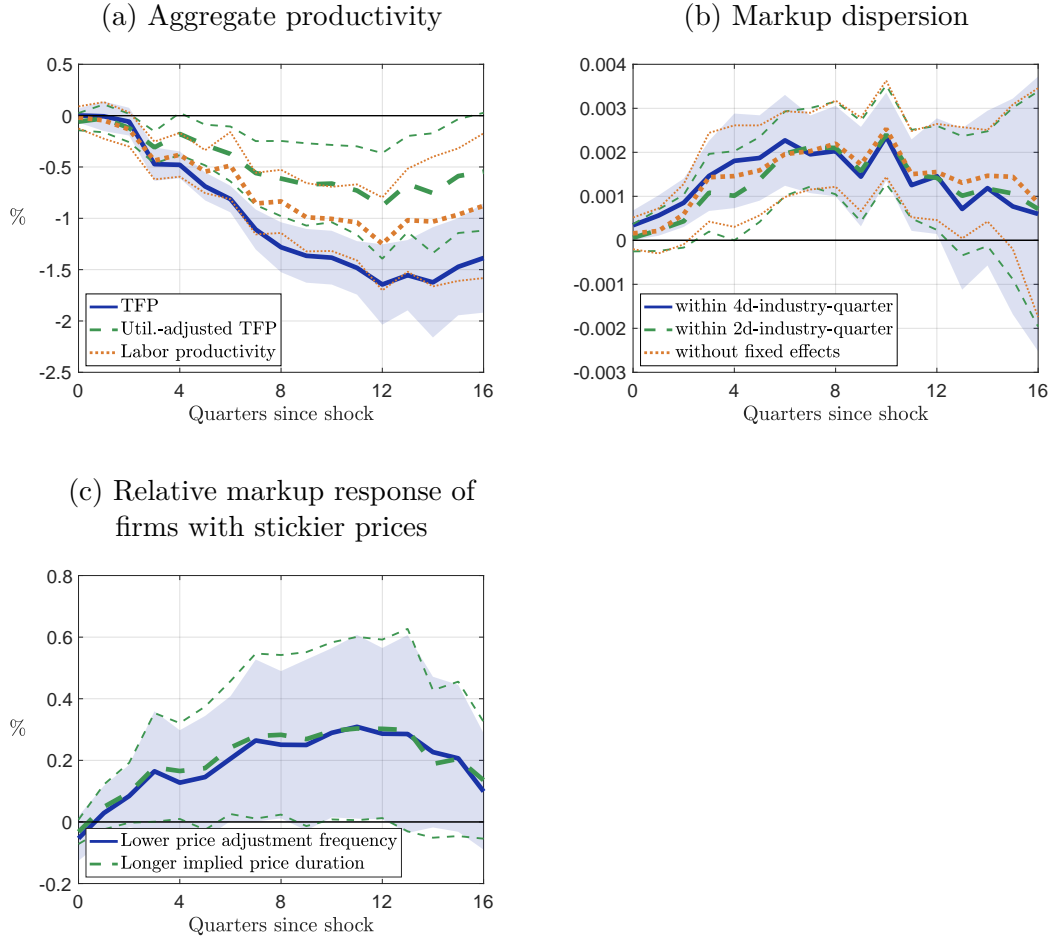 (a) Aggregate productivity
0.5
0
-0.5
-1
-1.5
-2
-2.5
%
TFP
Util.-adjusted TFP
Labor productivity
0 4 8 12 16
Quarters since shock
(b) Markup dispersion
0.004
0.003
0.002
0.001
0
-0.001
-0.002
-0.003
within 4d-industry-quarter
within 2d-industry-quarter
without fixed effects
0 4 8 12 16
Quarters since shock
(c) Relative markup response of
firms with stickier prices
0.8
0.6
0.4
0.2
0
-0.2
%
Lower price adjustment frequency
Longer implied price duration
0 4 8 12 16
Quarters since shock